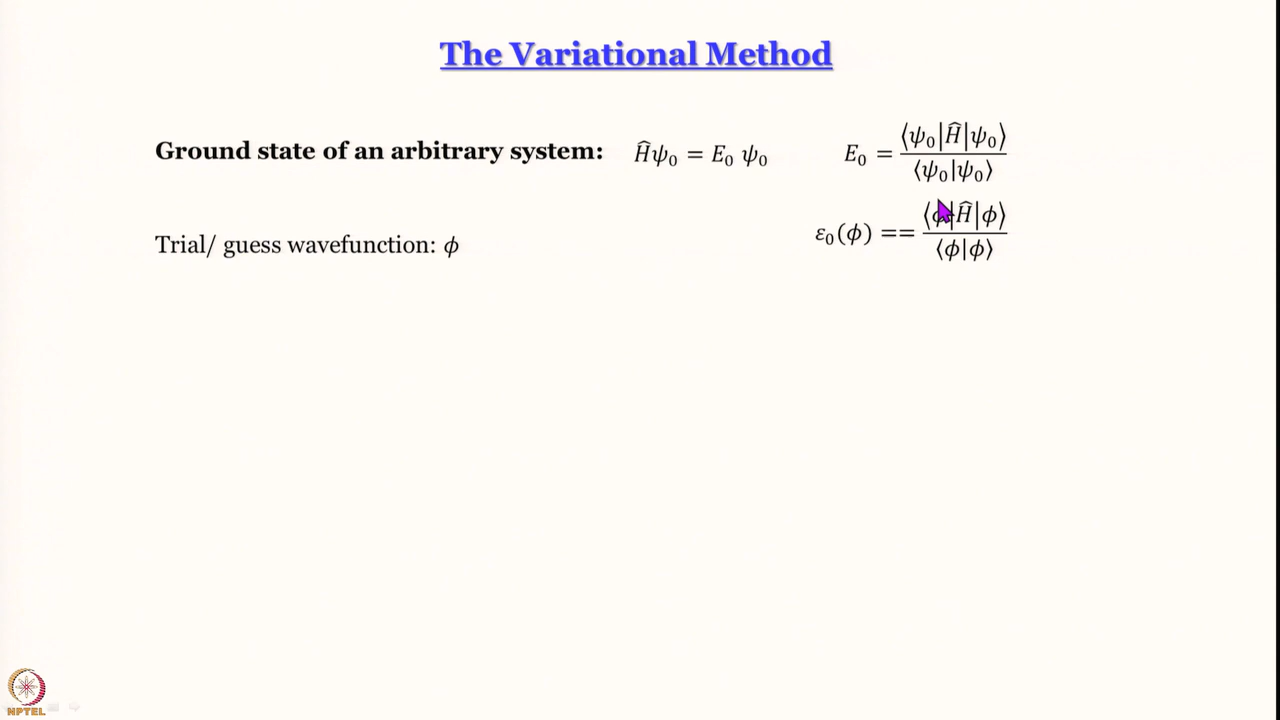 The Variational Method
Ground state of an arbitrary system: Ĥψ₀ = E₀ ψ₀ E₀ = ⟨ψ₀|Ĥ|ψ₀⟩ / ⟨ψ₀|ψ₀⟩
Trial/ guess wavefunction: ϕ ε₀(ϕ) == ⟨ϕ|Ĥ|ϕ⟩ / ⟨ϕ|ϕ⟩
NPTEL